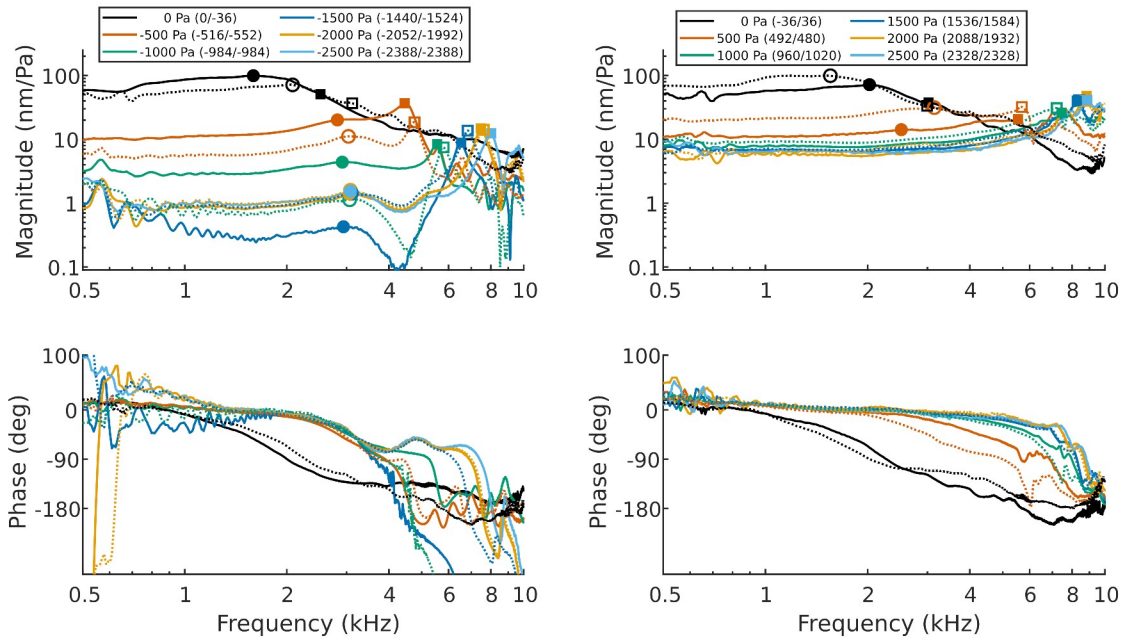 0 Pa (0/-36)
-1500 Pa (-1440/-1524)
-500 Pa (-516/-552)
-2000 Pa (-2052/-1992)
-1000 Pa (-984/-984)
-2500 Pa (-2388/-2388)
0 Pa (-36/36)
1500 Pa (1536/1584)
500 Pa (492/480)
2000 Pa (2088/1932)
1000 Pa (960/1020)
2500 Pa (2328/2328)
Magnitude (nm/Pa)
100
10
1
0.1
0.5 1 2 4 6 8 10
Magnitude (nm/Pa)
100
10
1
0.1
0.5 1 2 4 6 8 10
Phase (deg)
100
0
-90
-180
0.5 1 2 4 6 8 10
Frequency (kHz)
Phase (deg)
100
0
-90
-180
0.5 1 2 4 6 8 10
Frequency (kHz)